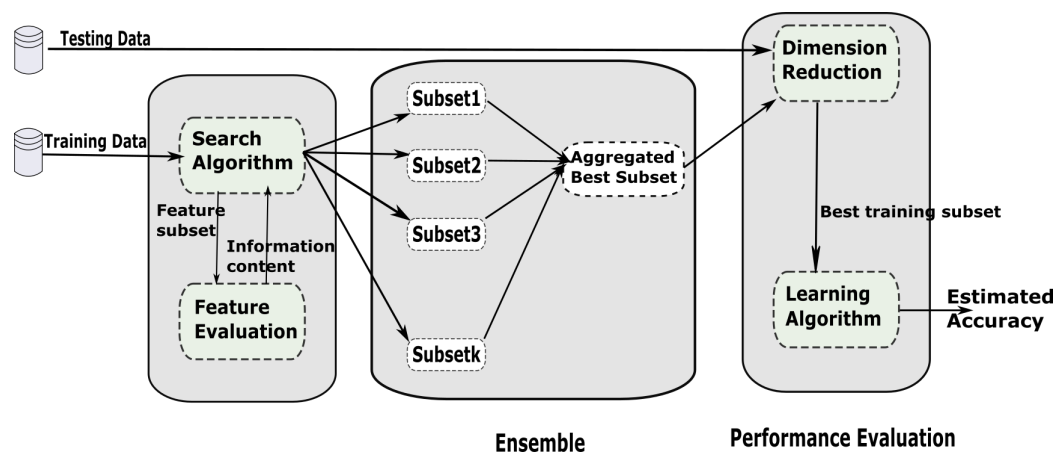 Testing Data
Training Data
Search
Algorithm
Feature
subset
Information
content
Feature
Evaluation
Subset1
Subset2
Subset3
Subsetk
Aggregated
Best Subset
Dimension
Reduction
Best training subset
Learning
Algorithm
Estimated
Accuracy
Ensemble
Performance Evaluation